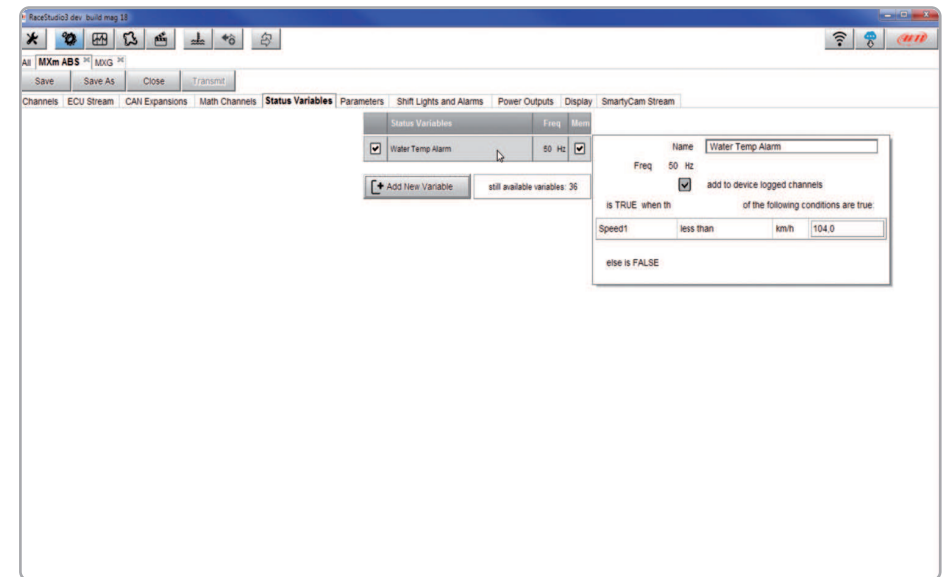 RaceStudio3 dev build mag 18
All MXm ABS MXG
Save Save As Close Transmit
Channels ECU Stream CAN Expansions Math Channels Status Variables Parameters Shift Lights and Alarms Power Outputs Display SmartyCam Stream
Status Variables Freq Mem
Water Temp Alarm 50 Hz
Add New Variable still available variables: 36
Name Water Temp Alarm
Freq 50 Hz
add to device logged channels
is TRUE when th of the following conditions are true:
Speed1 less than km/h 104,0
else is FALSE